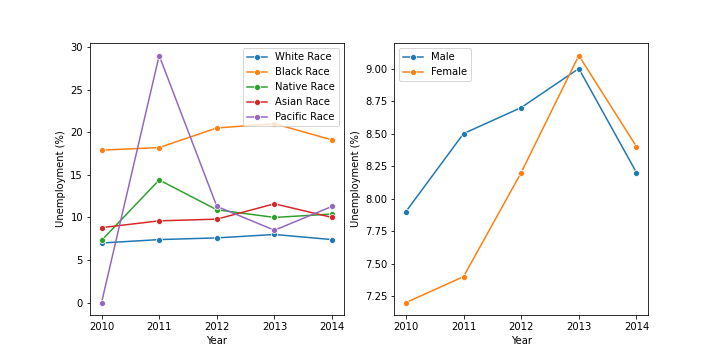 30
25
20
15
10
5
0
Unemployment (%)
2010 2011 2012 2013 2014
Year
White Race
Black Race
Native Race
Asian Race
Pacific Race
9.00
8.75
8.50
8.25
8.00
7.75
7.50
7.25
Unemployment (%)
2010 2011 2012 2013 2014
Year
Male
Female